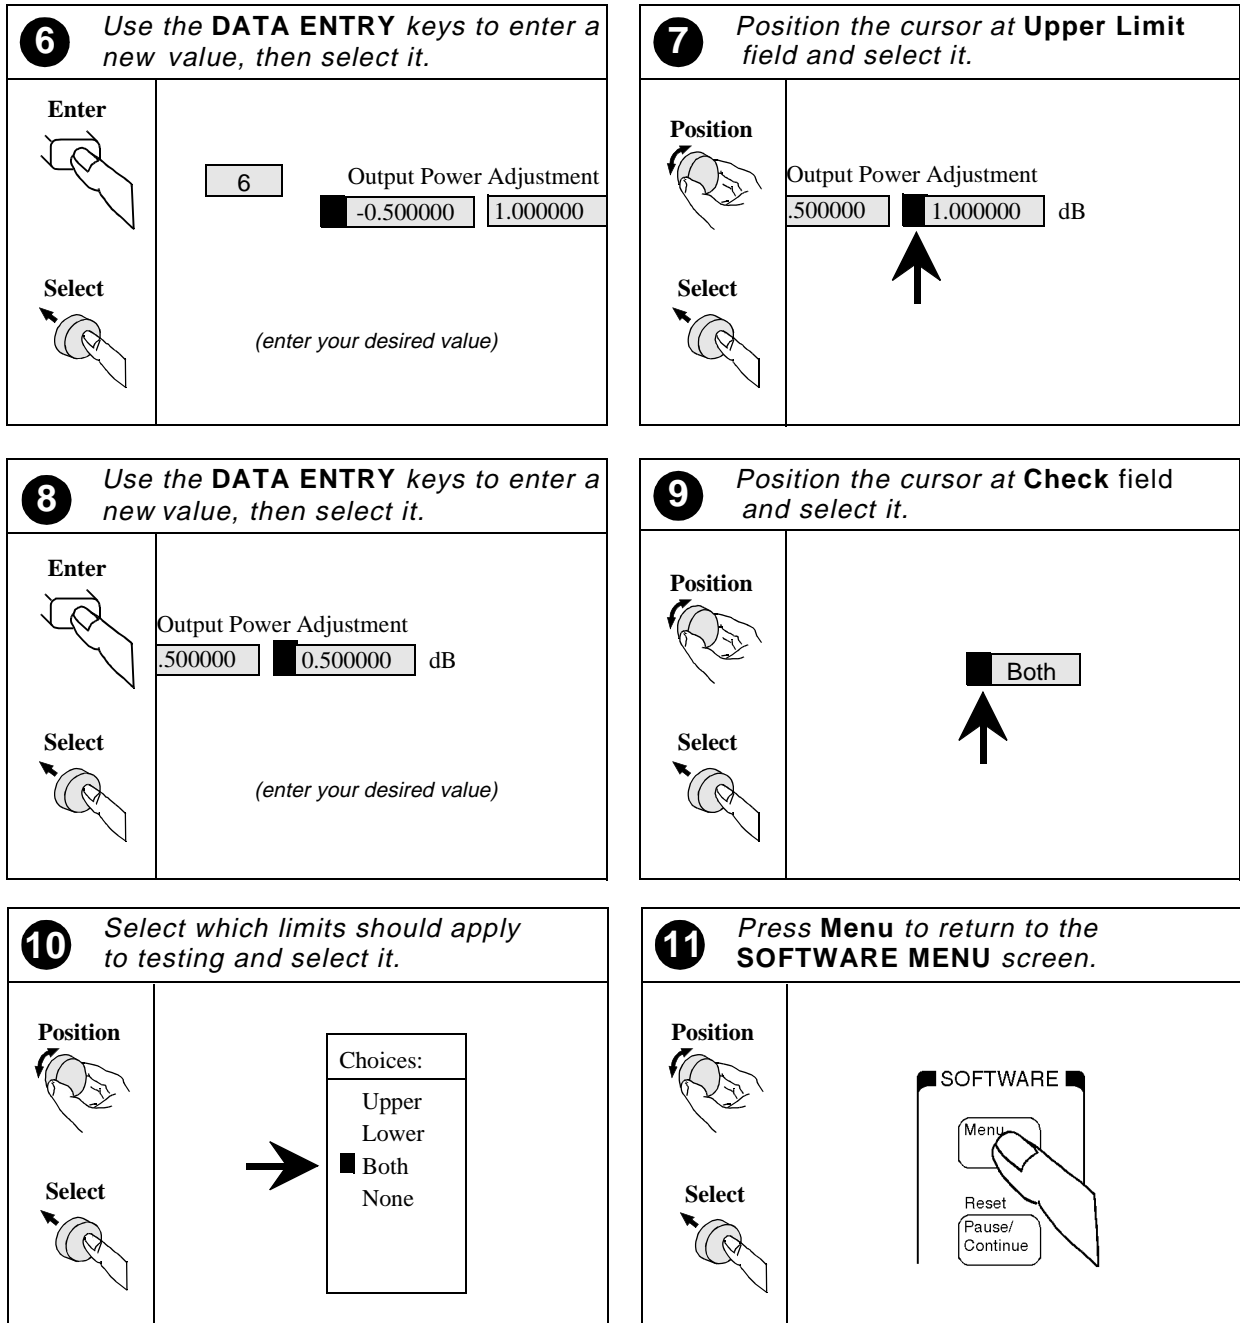 6
Use the DATA ENTRY keys to enter a
new value, then select it.
Enter
Select
6
Output Power Adjustment
-0.500000 1.000000
(enter your desired value)
7
Position the cursor at Upper Limit
field and select it.
Position
Select
Output Power Adjustment
.500000 1.000000 dB
8
Use the DATA ENTRY keys to enter a
new value, then select it.
Enter
Select
Output Power Adjustment
.500000 0.500000 dB
(enter your desired value)
9
Position the cursor at Check field
and select it.
Position
Select
Both
10
Select which limits should apply
to testing and select it.
Position
Select
Choices:
Upper
Lower
Both
None
11
Press Menu to return to the
SOFTWARE MENU screen.
Position
Select
SOFTWARE
Menu
Reset
Pause/
Continue